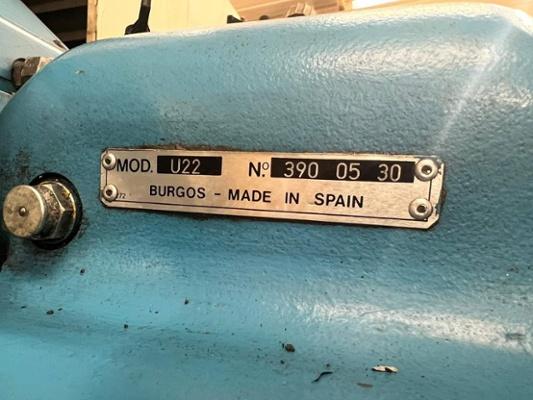 MOD. U22 Nº 390 05 30
BURGOS - MADE IN SPAIN